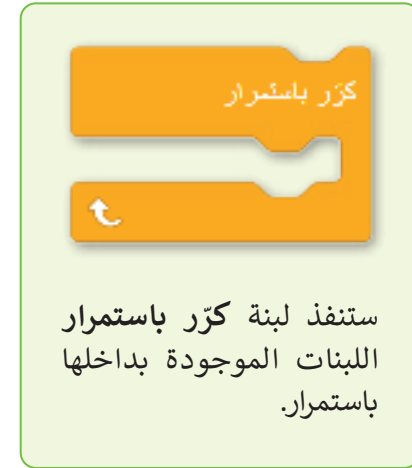 كرّر باستمرار
ستنفذ لبنة كرّر باستمرار
اللبنات الموجودة بداخلها
باستمرار.